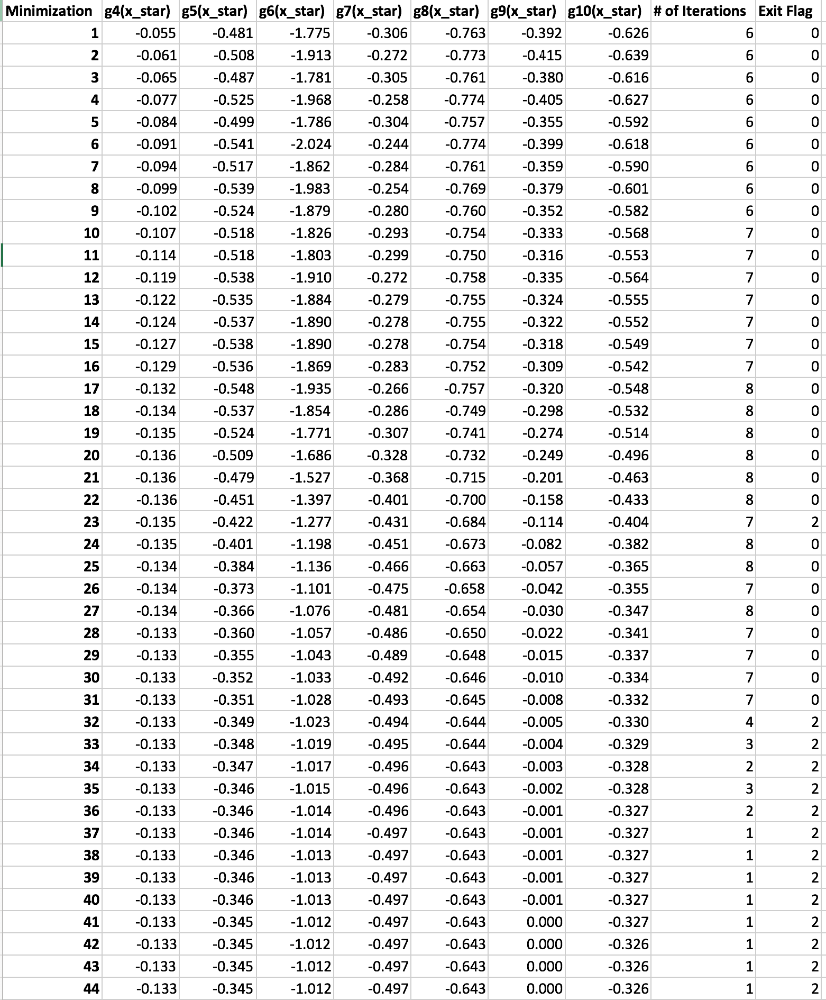 Minimization g4(x_star) g5(x_star) g6(x_star) g7(x_star) g8(x_star) g9(x_star) g10(x_star) # of Iterations Exit Flag
1 -0.055 -0.481 -1.775 -0.306 -0.763 -0.392 -0.626 6 0
2 -0.061 -0.508 -1.913 -0.272 -0.773 -0.415 -0.639 6 0
3 -0.065 -0.487 -1.781 -0.305 -0.761 -0.380 -0.616 6 0
4 -0.077 -0.525 -1.968 -0.258 -0.774 -0.405 -0.627 6 0
5 -0.084 -0.499 -1.786 -0.304 -0.757 -0.355 -0.592 6 0
6 -0.091 -0.541 -2.024 -0.244 -0.774 -0.399 -0.618 6 0
7 -0.094 -0.517 -1.862 -0.284 -0.761 -0.359 -0.590 6 0
8 -0.099 -0.539 -1.983 -0.254 -0.769 -0.379 -0.601 6 0
9 -0.102 -0.524 -1.879 -0.280 -0.760 -0.352 -0.582 6 0
10 -0.107 -0.518 -1.826 -0.293 -0.754 -0.333 -0.568 7 0
11 -0.114 -0.518 -1.803 -0.299 -0.750 -0.316 -0.553 7 0
12 -0.119 -0.538 -1.910 -0.272 -0.758 -0.335 -0.564 7 0
13 -0.122 -0.535 -1.884 -0.279 -0.755 -0.324 -0.555 7 0
14 -0.124 -0.537 -1.890 -0.278 -0.755 -0.322 -0.552 7 0
15 -0.127 -0.538 -1.890 -0.278 -0.754 -0.318 -0.549 7 0
16 -0.129 -0.536 -1.869 -0.283 -0.752 -0.309 -0.542 7 0
17 -0.132 -0.548 -1.935 -0.266 -0.757 -0.320 -0.548 8 0
18 -0.134 -0.537 -1.854 -0.286 -0.749 -0.298 -0.532 8 0
19 -0.135 -0.524 -1.771 -0.307 -0.741 -0.274 -0.514 8 0
20 -0.136 -0.509 -1.686 -0.328 -0.732 -0.249 -0.496 8 0
21 -0.136 -0.479 -1.527 -0.368 -0.715 -0.201 -0.463 8 0
22 -0.136 -0.451 -1.397 -0.401 -0.700 -0.158 -0.433 8 0
23 -0.135 -0.422 -1.277 -0.431 -0.684 -0.114 -0.404 7 2
24 -0.135 -0.401 -1.198 -0.451 -0.673 -0.082 -0.382 8 0
25 -0.134 -0.384 -1.136 -0.466 -0.663 -0.057 -0.365 8 0
26 -0.134 -0.373 -1.101 -0.475 -0.658 -0.042 -0.355 7 0
27 -0.134 -0.366 -1.076 -0.481 -0.654 -0.030 -0.347 8 0
28 -0.133 -0.360 -1.057 -0.486 -0.650 -0.022 -0.341 7 0
29 -0.133 -0.355 -1.043 -0.489 -0.648 -0.015 -0.337 7 0
30 -0.133 -0.352 -1.033 -0.492 -0.646 -0.010 -0.334 7 0
31 -0.133 -0.351 -1.028 -0.493 -0.645 -0.008 -0.332 7 0
32 -0.133 -0.349 -1.023 -0.494 -0.644 -0.005 -0.330 4 2
33 -0.133 -0.348 -1.019 -0.495 -0.644 -0.004 -0.329 3 2
34 -0.133 -0.347 -1.017 -0.496 -0.643 -0.003 -0.328 2 2
35 -0.133 -0.346 -1.015 -0.496 -0.643 -0.002 -0.328 3 2
36 -0.133 -0.346 -1.014 -0.496 -0.643 -0.001 -0.327 2 2
37 -0.133 -0.346 -1.014 -0.497 -0.643 -0.001 -0.327 1 2
38 -0.133 -0.346 -1.013 -0.497 -0.643 -0.001 -0.327 1 2
39 -0.133 -0.346 -1.013 -0.497 -0.643 -0.001 -0.327 1 2
40 -0.133 -0.346 -1.013 -0.497 -0.643 -0.001 -0.327 1 2
41 -0.133 -0.345 -1.012 -0.497 -0.643 0.000 -0.327 1 2
42 -0.133 -0.345 -1.012 -0.497 -0.643 0.000 -0.326 1 2
43 -0.133 -0.345 -1.012 -0.497 -0.643 0.000 -0.326 1 2
44 -0.133 -0.345 -1.012 -0.497 -0.643 0.000 -0.326 1 2